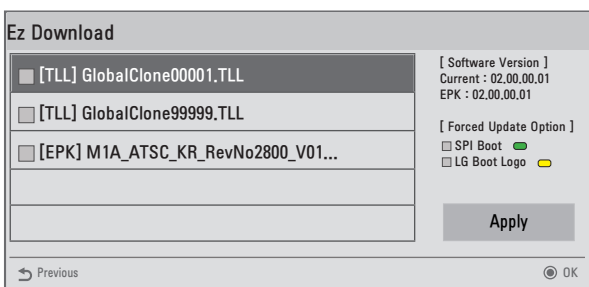 Ez Download
[TLL] GlobalClone00001.TLL
[TLL] GlobalClone99999.TLL
[EPK] M1A_ATSC_KR_RevNo2800_V01...
[ Software Version ]
Current : 02.00.00.01
EPK : 02.00.00.01
[ Forced Update Option ]
SPI Boot
LG Boot Logo
Apply
Previous
OK